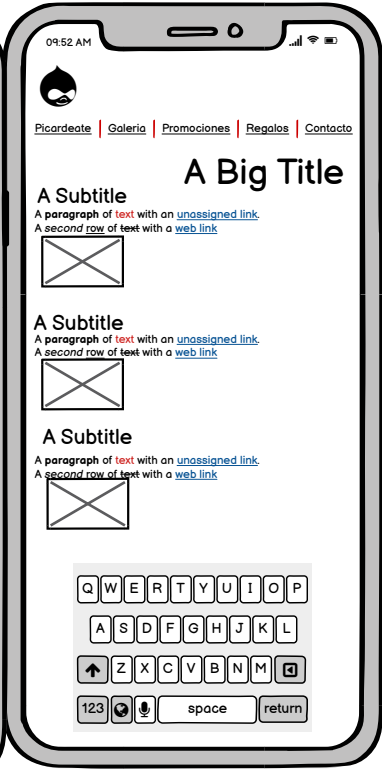 09:52 AM
Picardeate Galeria Promociones Regalos Contacto
A Big Title
A Subtitle
A paragraph of text with an unassigned link.
A second row of text with a web link
A Subtitle
A paragraph of text with an unassigned link.
A second row of text with a web link
A Subtitle
A paragraph of text with an unassigned link.
A second row of text with a web link
Q W E R T Y U I O P
A S D F G H J K L
Z X C V B N M
123 space return